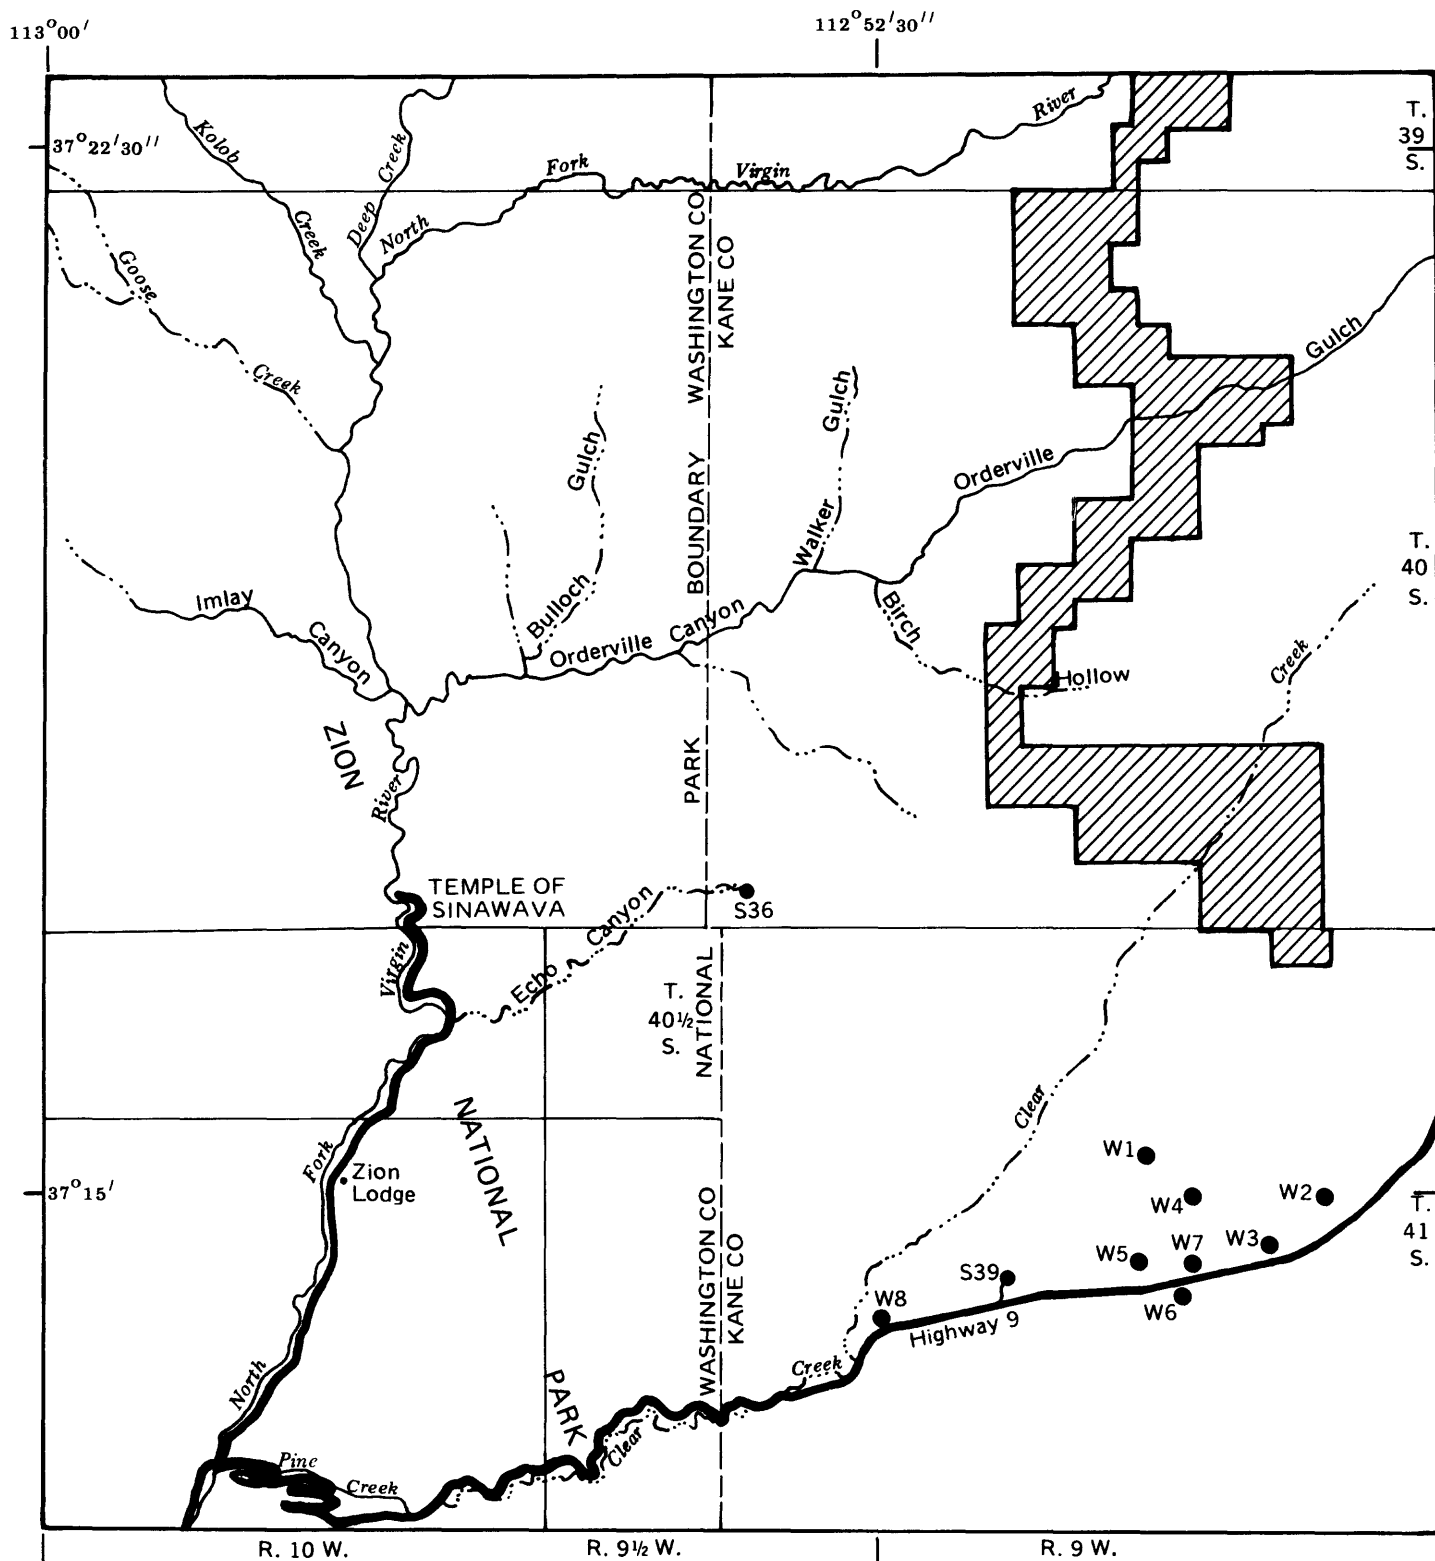 113°00′
112°52′30″
37°22′30″
T.
39
S.
Kolob
Creek
Deep Creek
North
Fork
Virgin
River
Goose
Creek
WASHINGTON CO
KANE CO
BOUNDARY
Gulch
Bulloch
Gulch
Walker
Gulch
Orderville
Gulch
T.
40
S.
Imlay
Canyon
Orderville Canyon
Birch
Hollow
Creek
ZION
River
PARK
TEMPLE OF
SINAWAVA
S36
Echo
Canyon
Virgin
T.
40½
S.
NATIONAL
NATIONAL
Clear
Fork
Zion
Lodge
37°15′
W1
W4
W2
T.
41
S.
W5
W7
W3
S39
W8
W6
Highway 9
WASHINGTON CO
KANE CO
North
PARK
Creek
Clear
Pine
Creek
R. 10 W.
R. 9½ W.
R. 9 W.